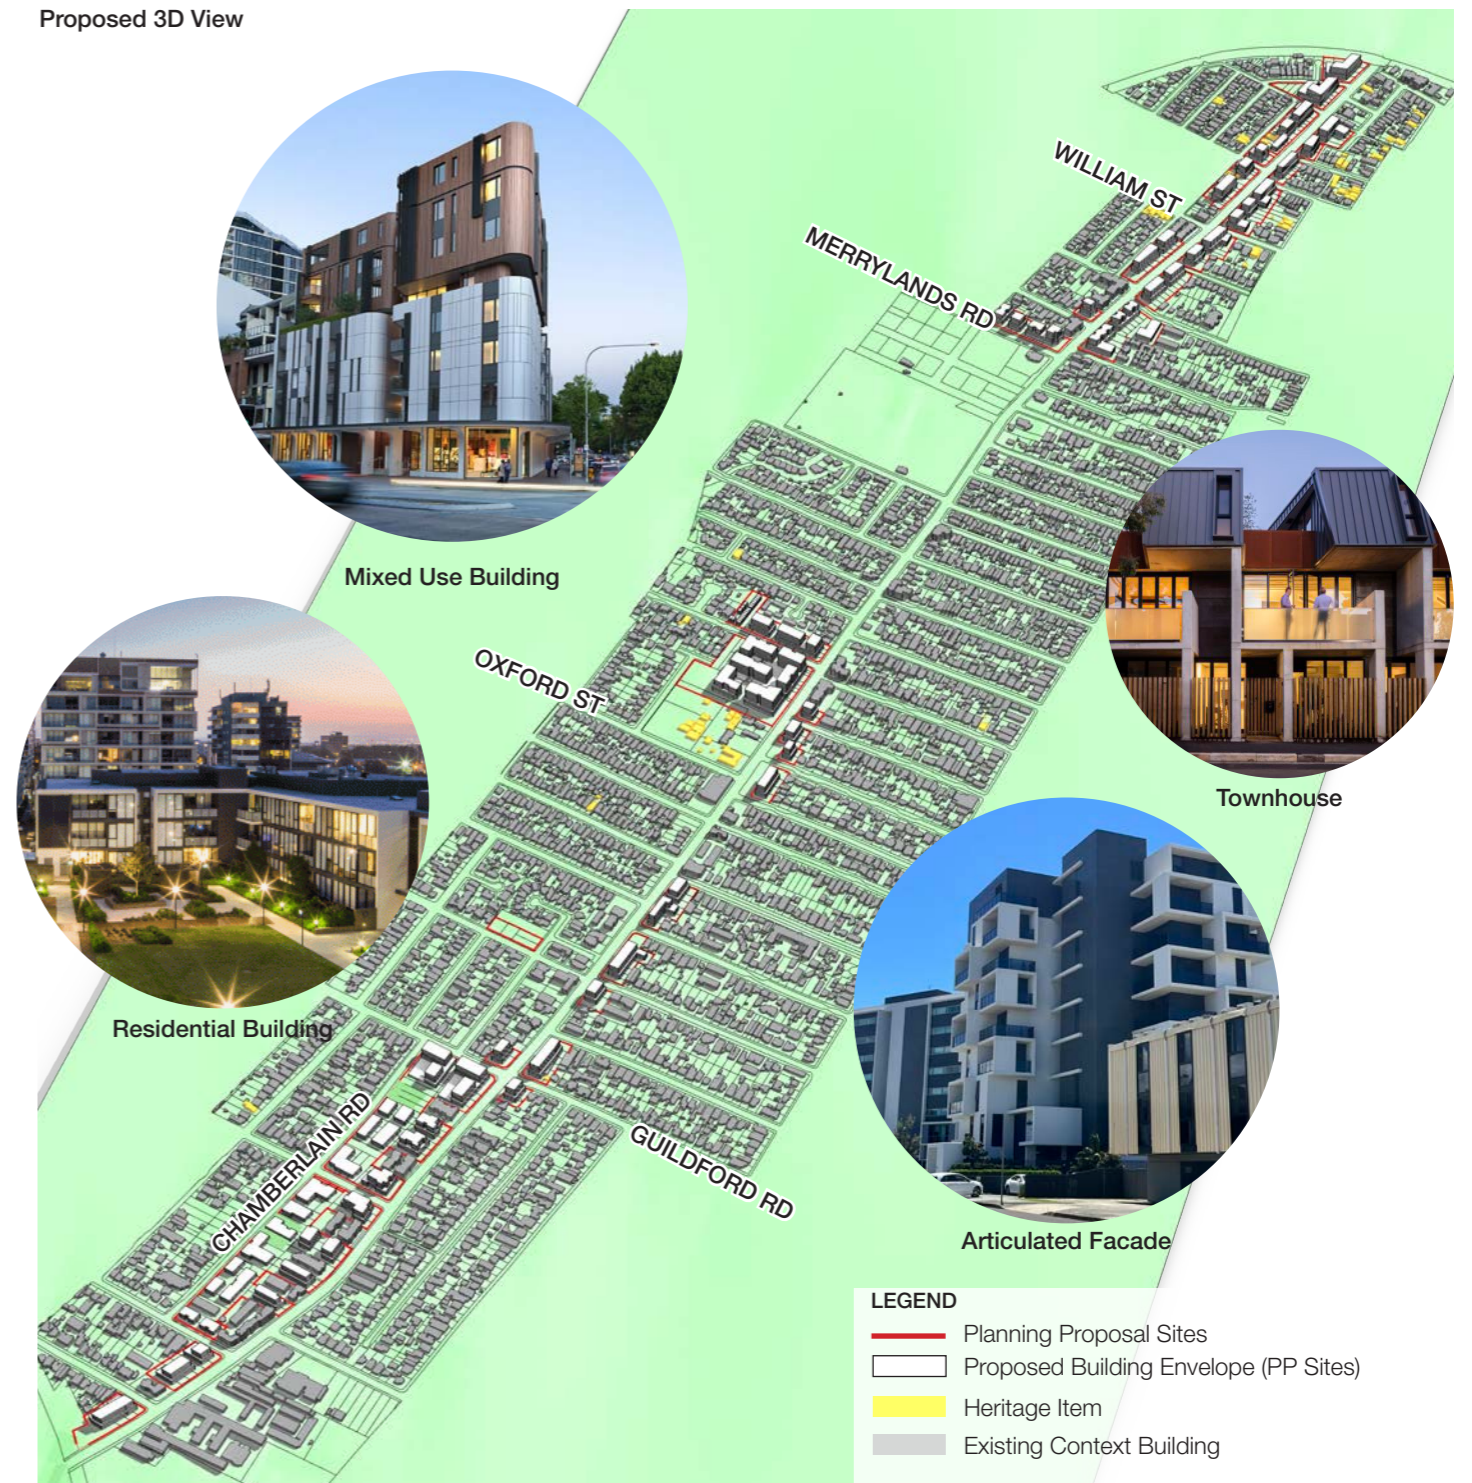 Proposed 3D View
WILLIAM ST
MERRYLANDS RD
Mixed Use Building
OXFORD ST
Townhouse
Residential Building
CHAMBERLAIN RD
GUILDFORD RD
Articulated Facade
LEGEND
Planning Proposal Sites
Proposed Building Envelope (PP Sites)
Heritage Item
Existing Context Building